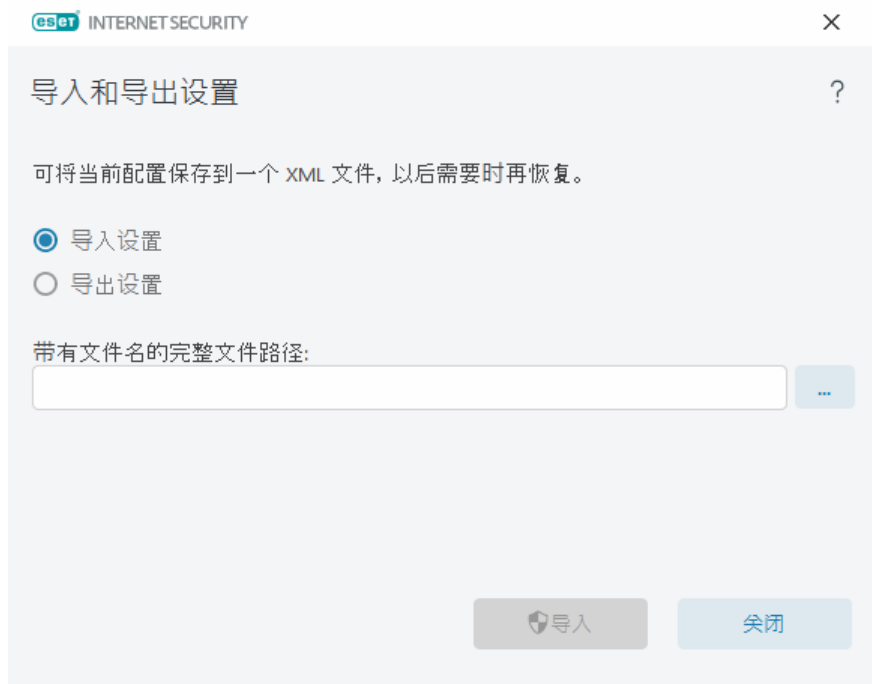 eset INTERNET SECURITY
导入和导出设置
?
可将当前配置保存到一个 XML 文件, 以后需要时再恢复。
导入设置
导出设置
带有文件名的完整文件路径:
...
导入
关闭